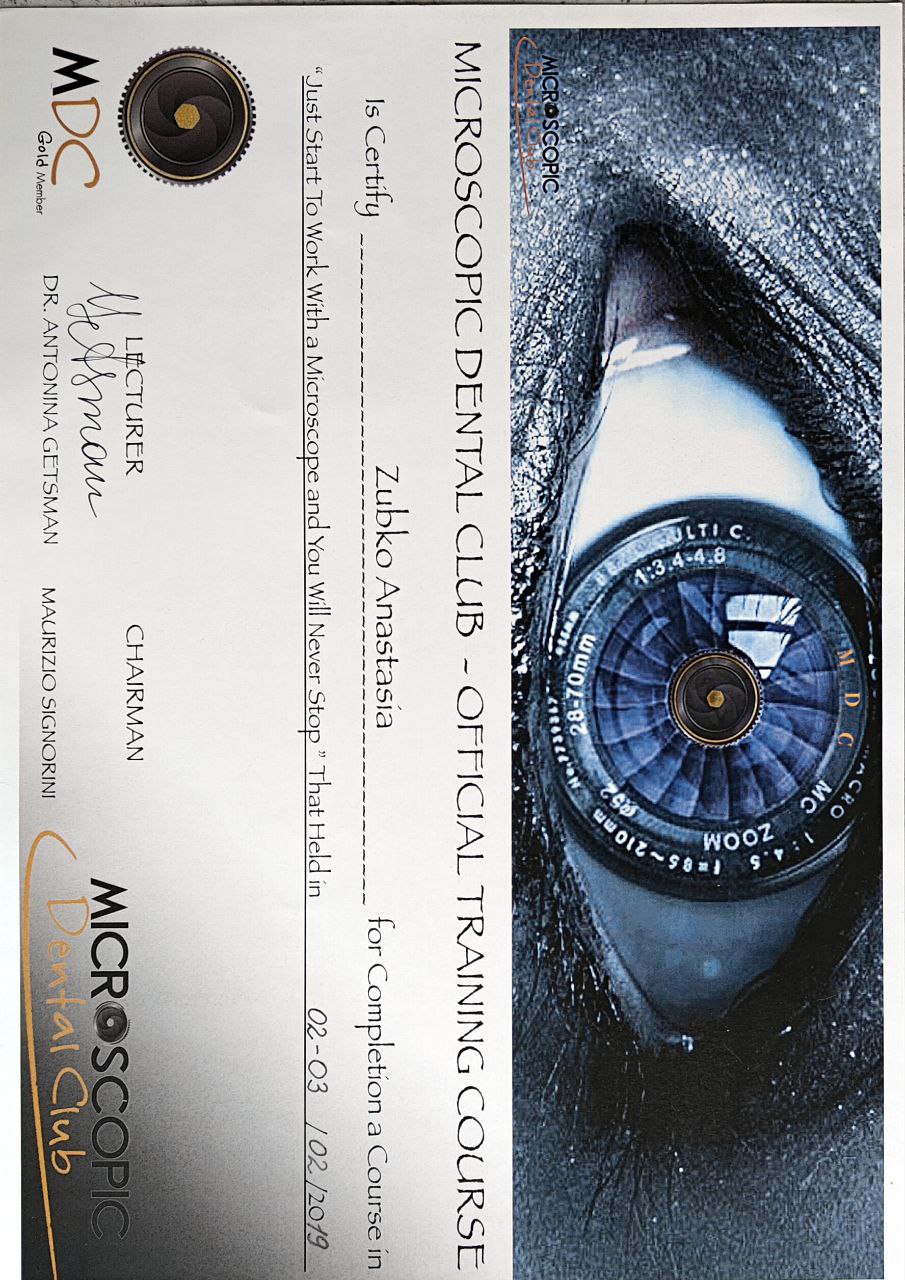 M D C
MACRO 1:4.5 f=85~210mm
MC ZOOM Ø52
1:3.4-4.8
28-70mm
MICROSCOPIC
Dental Club
MICROSCOPIC DENTAL CLUB - OFFICIAL TRAINING COURSE
Is Certify Zubko Anastasia for Completion a Course in
“Just Start To Work With a Microscope and You Will Never Stop” That Held in 02-03 /02/2019
LECTURER CHAIRMAN
Getsman
DR. ANTONINA GETSMAN MAURIZIO SIGNORINI
MDC
Gold Member
MICROSCOPIC
Dental Club